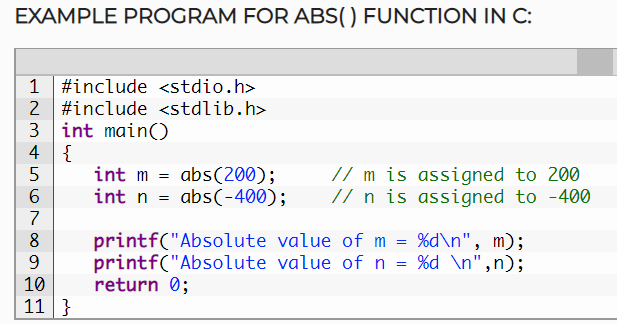 EXAMPLE PROGRAM FOR ABS( ) FUNCTION IN C:
1 #include <stdio.h>
2 #include <stdlib.h>
3 int main()
4 {
5    int m = abs(200);     // m is assigned to 200
6    int n = abs(-400);    // n is assigned to -400
7
8    printf("Absolute value of m = %d\n", m);
9    printf("Absolute value of n = %d \n",n);
10    return 0;
11 }